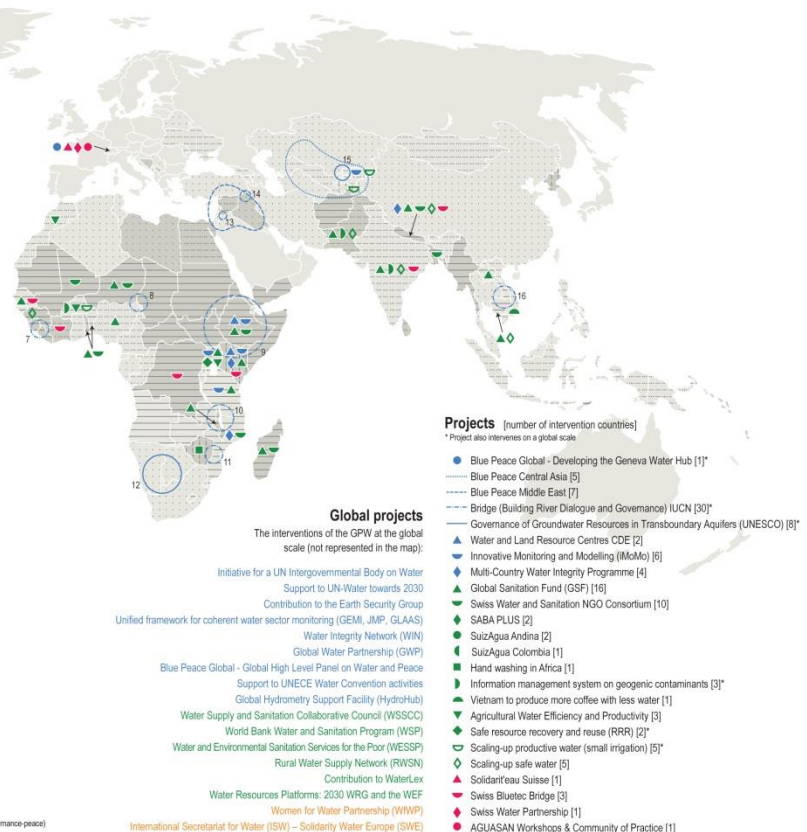 15
14
13
8
7
9
16
10
11
12
Projects [number of intervention countries]
* Project also intervenes on a global scale
Blue Peace Global - Developing the Geneva Water Hub [1]*
Blue Peace Central Asia [5]
Blue Peace Middle East [7]
Bridge (Building River Dialogue and Governance) IUCN [30]*
Governance of Groundwater Resources in Transboundary Aquifers (UNESCO) [8]*
Water and Land Resource Centres CDE [2]
Innovative Monitoring and Modelling (iMoMo) [6]
Multi-Country Water Integrity Programme [4]
Global Sanitation Fund (GSF) [16]
Swiss Water and Sanitation NGO Consortium [10]
SABA PLUS [2]
SuizAgua Andina [2]
SuizAgua Colombia [1]
Hand washing in Africa [1]
Information management system on geogenic contaminants [3]*
Vietnam to produce more coffee with less water [1]
Agricultural Water Efficiency and Productivity [3]
Safe resource recovery and reuse (RRR) [2]*
Scaling-up productive water (small irrigation) [5]*
Scaling-up safe water [5]
Solidarit'eau Suisse [1]
Swiss Bluetec Bridge [3]
Swiss Water Partnership [1]
AGUASAN Workshops & Community of Practice [1]
Global projects
The interventions of the GPW at the global
scale (not represented in the map):
Initiative for a UN Intergovernmental Body on Water
Support to UN-Water towards 2030
Contribution to the Earth Security Group
Unified framework for coherent water sector monitoring (GEMI, JMP, GLAAS)
Water Integrity Network (WIN)
Global Water Partnership (GWP)
Blue Peace Global - Global High Level Panel on Water and Peace
Support to UNECE Water Convention activities
Global Hydrometry Support Facility (HydroHub)
Water Supply and Sanitation Collaborative Council (WSSCC)
World Bank Water and Sanitation Program (WSP)
Water and Environmental Sanitation Services for the Poor (WESSP)
Rural Water Supply Network (RWSN)
Contribution to WaterLex
Water Resources Platforms: 2030 WRG and the WEF
Women for Water Partnership (WfWP)
International Secretariat for Water (ISW) – Solidarity Water Europe (SWE)
rnance-peace)